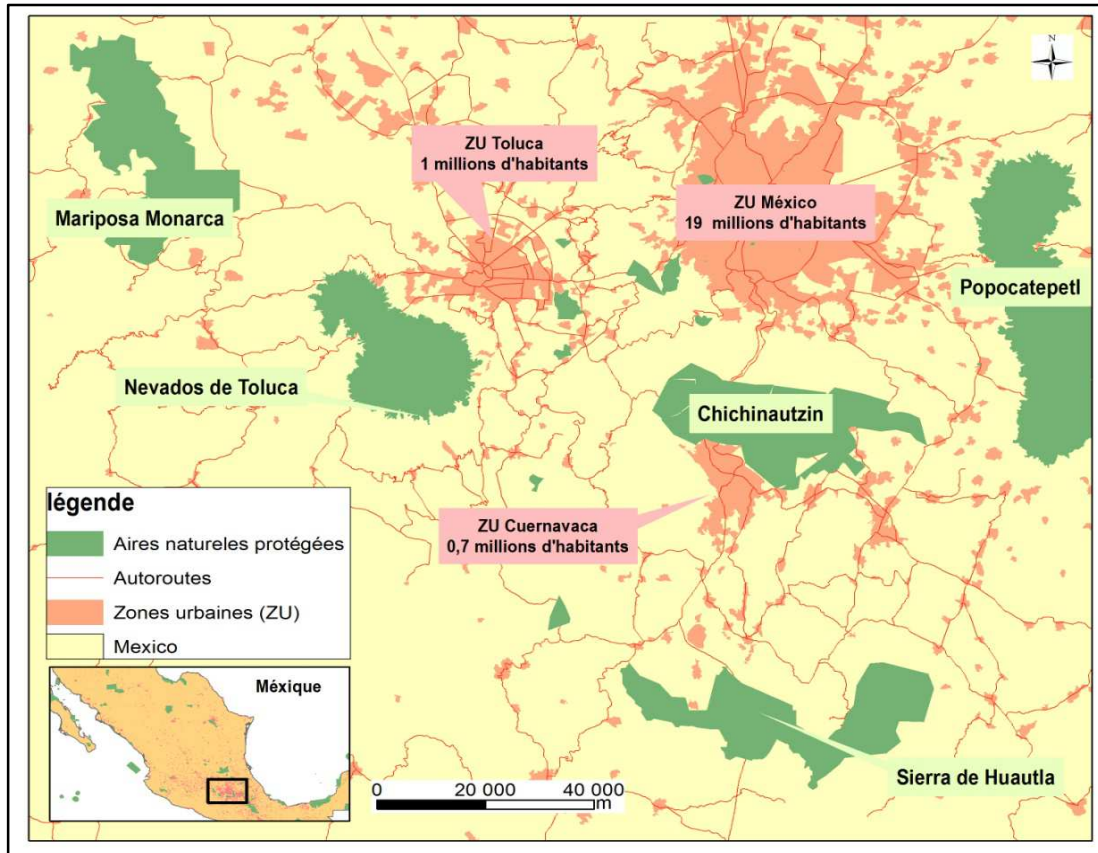 N
ZU Toluca
1 millions d'habitants
ZU México
19 millions d'habitants
Mariposa Monarca
Popocatepetl
Nevados de Toluca
Chichinautzin
ZU Cuernavaca
0,7 millions d'habitants
légende
Aires natureles protégées
Autoroutes
Zones urbaines (ZU)
Mexico
Méxique
Sierra de Huautla
0 20 000 40 000
m